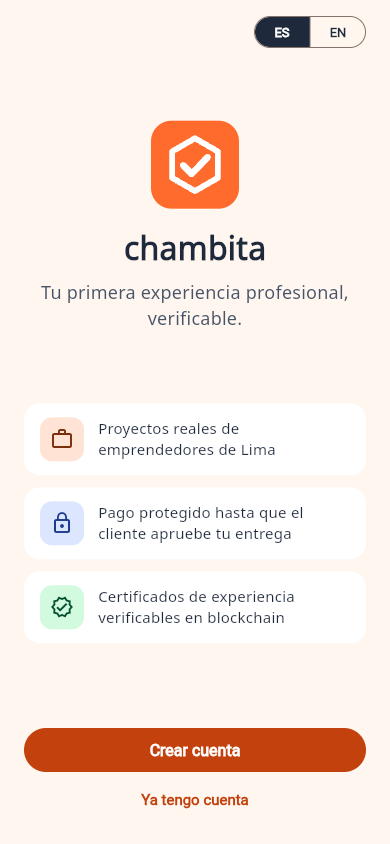 ES
EN
chambita
Tu primera experiencia profesional,
verificable.
Proyectos reales de
emprendedores de Lima
Pago protegido hasta que el
cliente apruebe tu entrega
Certificados de experiencia
verificables en blockchain
Crear cuenta
Ya tengo cuenta